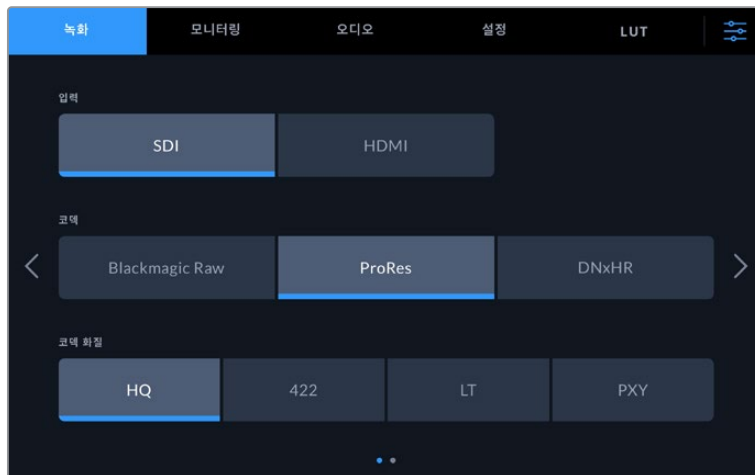 녹화 모니터링 오디오 설정 LUT
입력
SDI HDMI
코덱
Blackmagic Raw ProRes DNxHR
코덱 화질
HQ 422 LT PXY